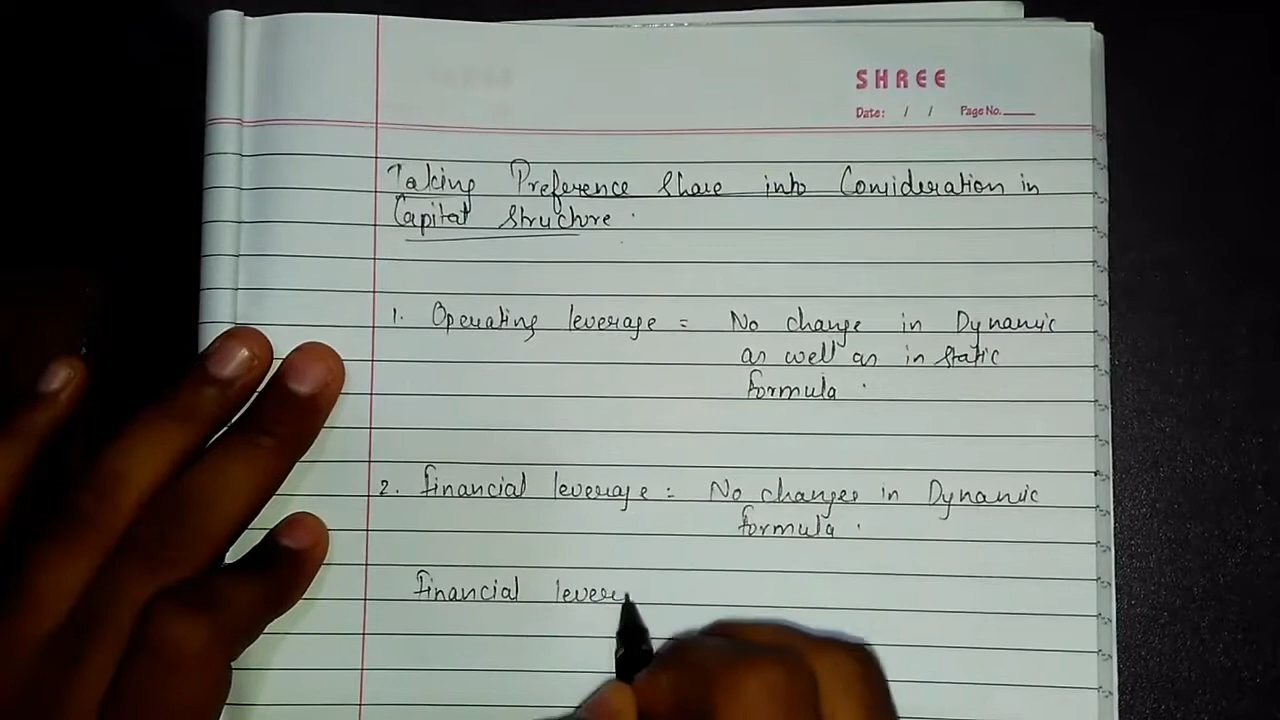 SHREE
Date: / / Page No.
Taking Preference Share into Consideration in
Capital Structure.
1. Operating leverage = No change in Dynamic
as well as in static
formula.
2. financial leverage = No changes in Dynamic
formula.
financial levera